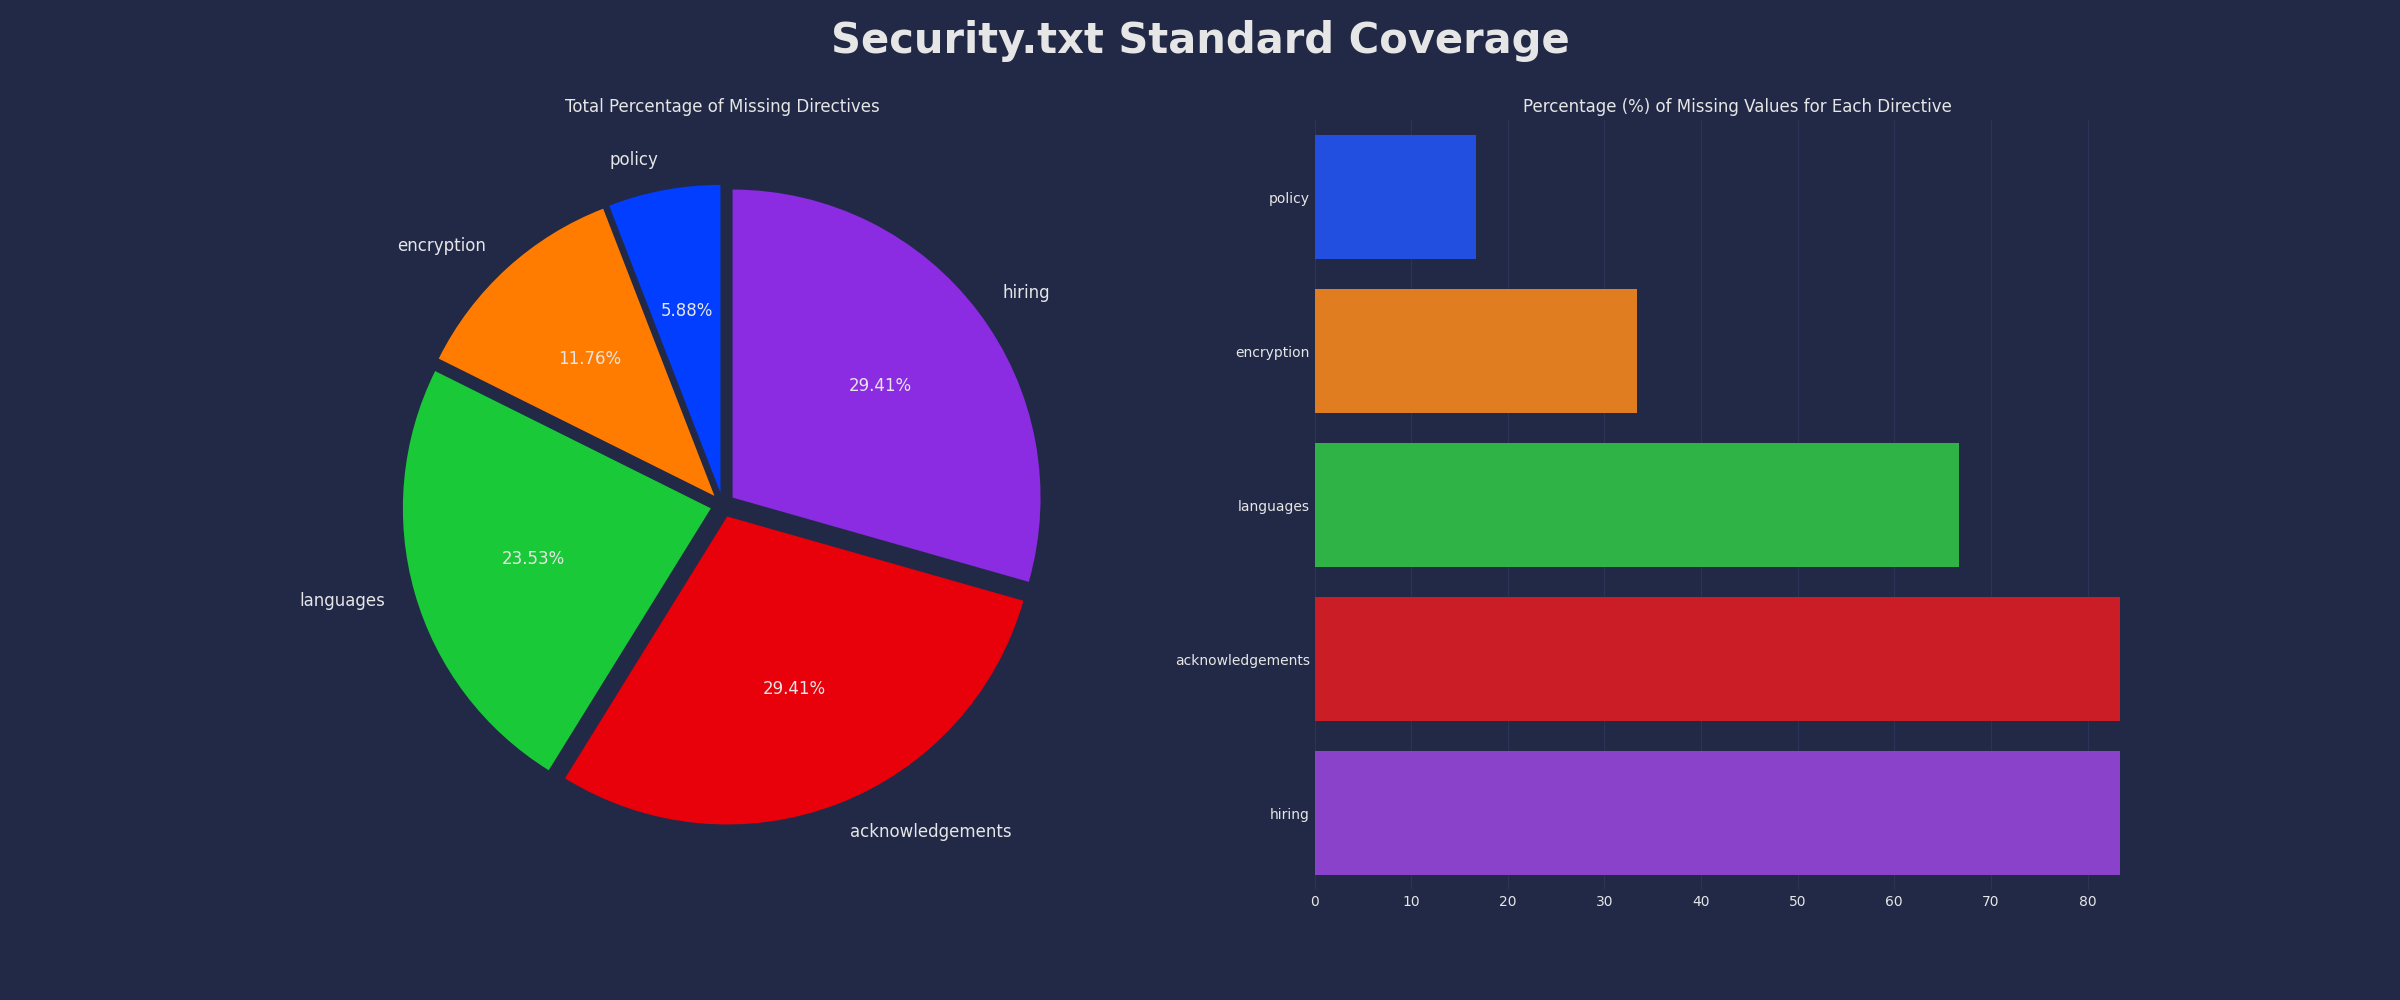 Security.txt Standard Coverage
Total Percentage of Missing Directives
policy
encryption
hiring
5.88%
11.76%
29.41%
23.53%
languages
29.41%
acknowledgements
Percentage (%) of Missing Values for Each Directive
policy
encryption
languages
acknowledgements
hiring
0 10 20 30 40 50 60 70 80